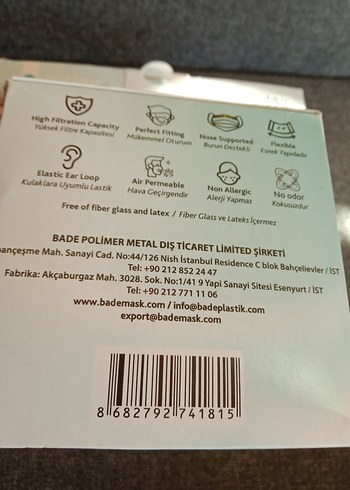 High Filtration Capacity
Yüksek Filtre Kapasitesi
Perfect Fitting
Mükemmel Oturum
Nose Supported
Burun Destekli
Flexible
Esnek Yapıdadır
Elastic Ear Loop
Kulaklara Uyumlu Lastik
Air Permeable
Hava Geçirgendir
Non Allergic
Alerji Yapmaz
No odor
Kokusuzdur
Free of fiber glass and latex / Fiber Glass ve Lateks İçermez
BADE POLİMER METAL DIŞ TİCARET LİMİTED ŞİRKETİ
Mah. Sanayi Cad. No:44/126 Nish İstanbul Residence C blok Bahçelievler / İST
Tel: +90 212 852 24 47
Fabrika: Akçaburgaz Mah. 3028. Sok. No:1/41 9 Yapi Sanayi Sitesi Esenyurt / İST
Tel: +90 212 771 11 06
www.bademask.com / info@badeplastik.com
export@bademask.com
8 682792 741815